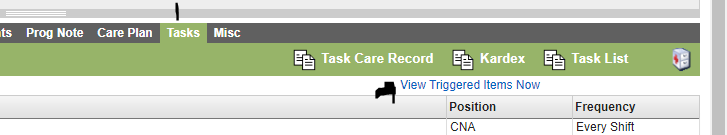 ts Prog Note Care Plan Tasks Misc
Task Care Record Kardex Task List
View Triggered Items Now
Position Frequency
CNA Every Shift